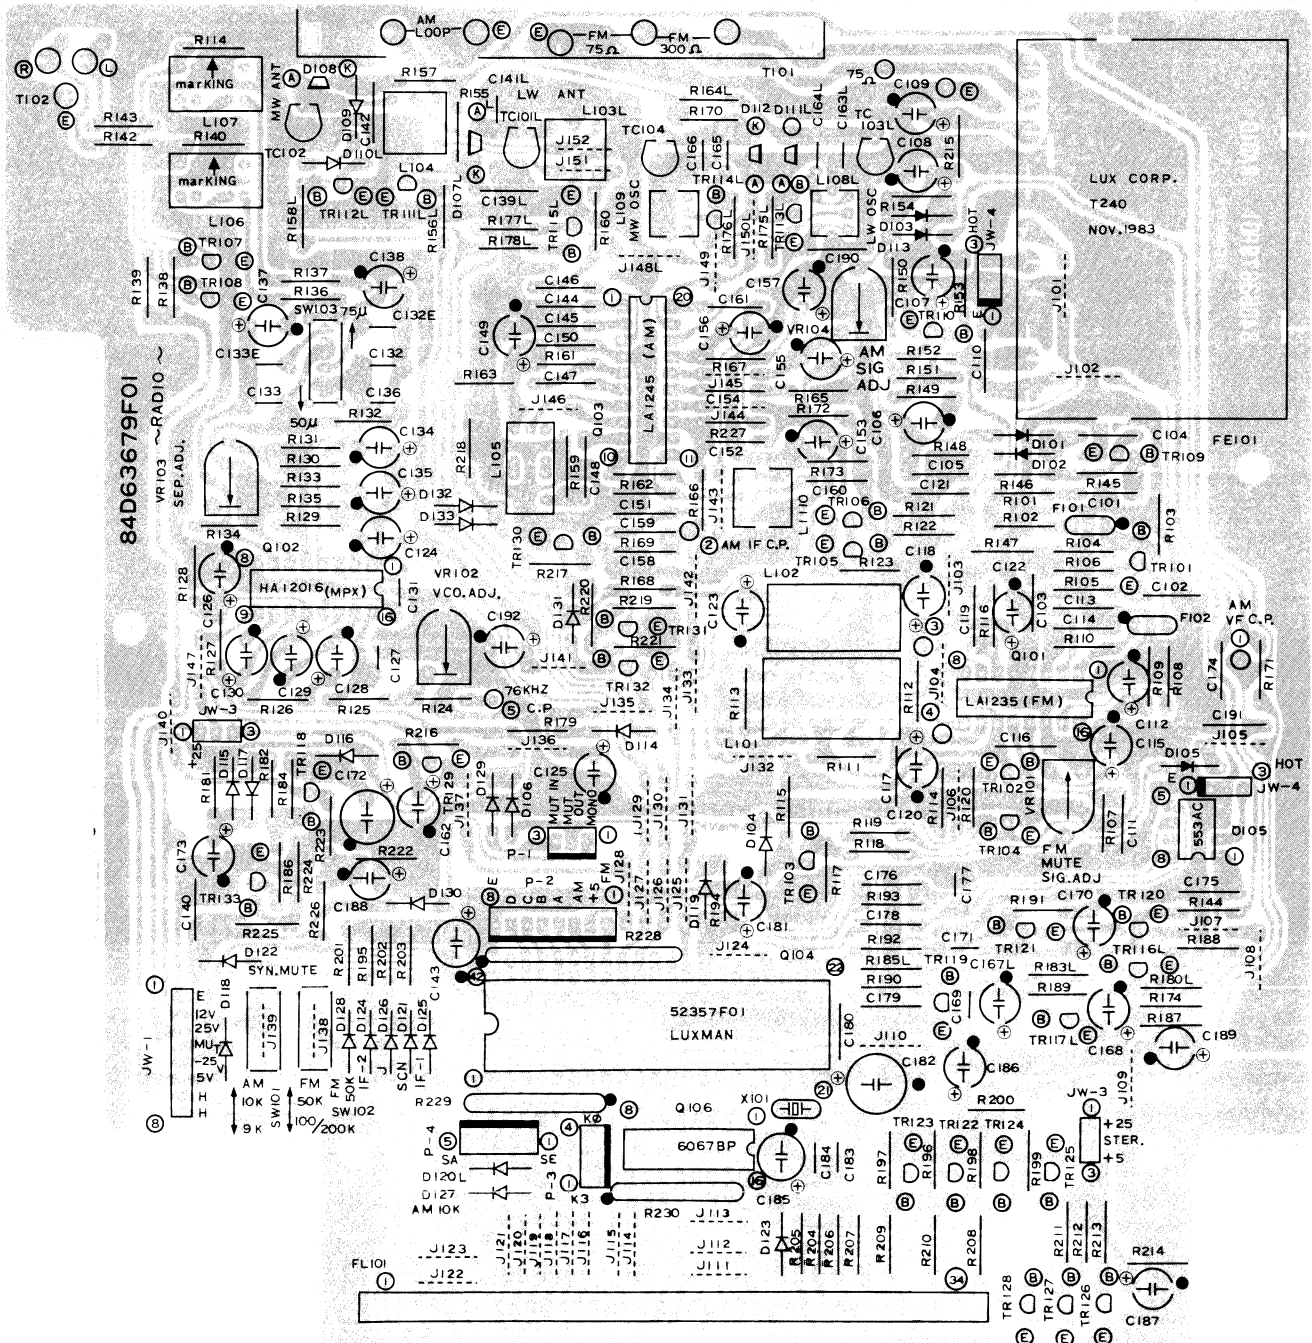 AM
LOOP
E
E
FM
75Ω
FM
300Ω
R114
D108
K
R157
C141L
T101
75Ω
C109
R
L
T102
E
marKING
MW ANT
A
D109
C142
R155
LW
ANT
L103L
TC101L
R164L
R170
D112
D111L
C164L
C163L
TC
103L
R143
R142
L107
R140
TC102
D110L
J152
J151
TC104
C166
C165
C108
R215
marKING
L104
D107L
C139L
TR114L
L108L
LUX CORP.
T240
NOV, 1983
R158L
TR112L
TR111L
R156L
R177L
R178L
TR115L
R160
L109
MW OSC
R176L
J150L
R175L
TR113L
LW OSC
R154
D103
D113
HOT
JW-4
L106
TR107
R139
R138
TR108
C137
R137
R136
SW103
75μ
C138
C132E
C146
C144
C145
C150
R161
C147
C149
J148L
J149
C157
C161
C156
C190
VR104
R150
C107
TR110
R153
C110
J101
C133E
C133
C132
C136
R132
50μ
R163
J146
LA1245 (AM)
R167
J145
C154
J144
R227
C152
C155
R165
R172
AM
SIG
ADJ
R152
R151
R149
J102
84D63679F01
VR103 ~RADIO~
SEP. ADJ.
R131
R130
R133
R135
R129
C134
C135
R218
L105
Q103
R159
C148
R162
C151
C159
R169
C158
R168
R219
R166
J143
L110
R173
C160
TR106
C153
C106
R148
C105
C121
D101
D102
R146
R101
R102
C104
TR109
R145
C101
F101
FE101
D132
D133
C124
R134
TR130
R217
AM IF C.P.
TR105
R123
R121
R122
C118
R147
C122
R104
R106
R105
C113
C114
R110
R103
TR101
C102
R128
C126
Q102
HA12016(MPX)
C131
VR102
VCO.ADJ.
C192
D131
R220
R221
TR131
J142
C123
L102
J103
C119
R116
C103
Q101
F102
AM
VF C.P.
J147
R127
C130
C129
C128
C127
J141
TR132
J135
J134
J133
R113
R112
J104
LA1235(FM)
R109
R108
C174
R171
JW-3
R126
R125
R124
76KHZ
C.P
R179
J140
+25
D115
D117
R182
R181
TR118
R184
D116
C172
R216
J136
D114
L101
J132
R111
C117
C116
C112
C115
C191
J105
D105
HOT
JW-4
TR129
J137
D129
D106
C125
MUT IN
MUT OUT
MONO
J129
J130
J131
R115
R114
C120
J106
R120
TR102
VR101
R107
C111
553AC
D105
C173
R223
C162
R222
P-1
D104
R119
R118
TR104
FM
MUTE
SIG.ADJ
TR133
R186
R224
C188
P-2
E
D
C
B
A
AM
+5
FM
J128
J127
J126
J125
D119
R194
C181
TR103
R117
C176
R193
C178
R192
R185L
R190
C179
C177
R191
C170
TR120
C175
R144
J107
R188
C140
R225
R226
D130
R228
J124
Q104
C171
TR121
TR116L
J108
D122
SYN.MUTE
R201
R195
R202
R203
C143
TR119
C167L
R183L
R189
R180L
R174
R187
JW-1
E
12V
25V
MU
-25V
5V
H
H
D118
J139
J138
D128
D124
D126
D121
D125
52357F01
LUXMAN
C180
C169
J110
TR117L
C168
C189
AM
10K
9K
SW101
FM
50K
100/200K
FM
50K
IF-2
J
SCN
IF-1
SW102
C182
C186
J109
R229
K0
Q106
X101
R200
JW-3
P-4
SA
SE
6067BP
C184
C183
R197
TR123
R196
TR122
R198
TR124
R199
TR125
+25
STER.
+5
D120L
D127
AM10K
P-3
K3
R230
C185
J123
J122
J121
J120
J119
J118
J117
J116
J115
J114
J113
J112
J111
D123
R205
R204
R206
R207
R209
R210
R208
R211
R212
R213
R214
FL101
34
TR128
TR127
TR126
C187